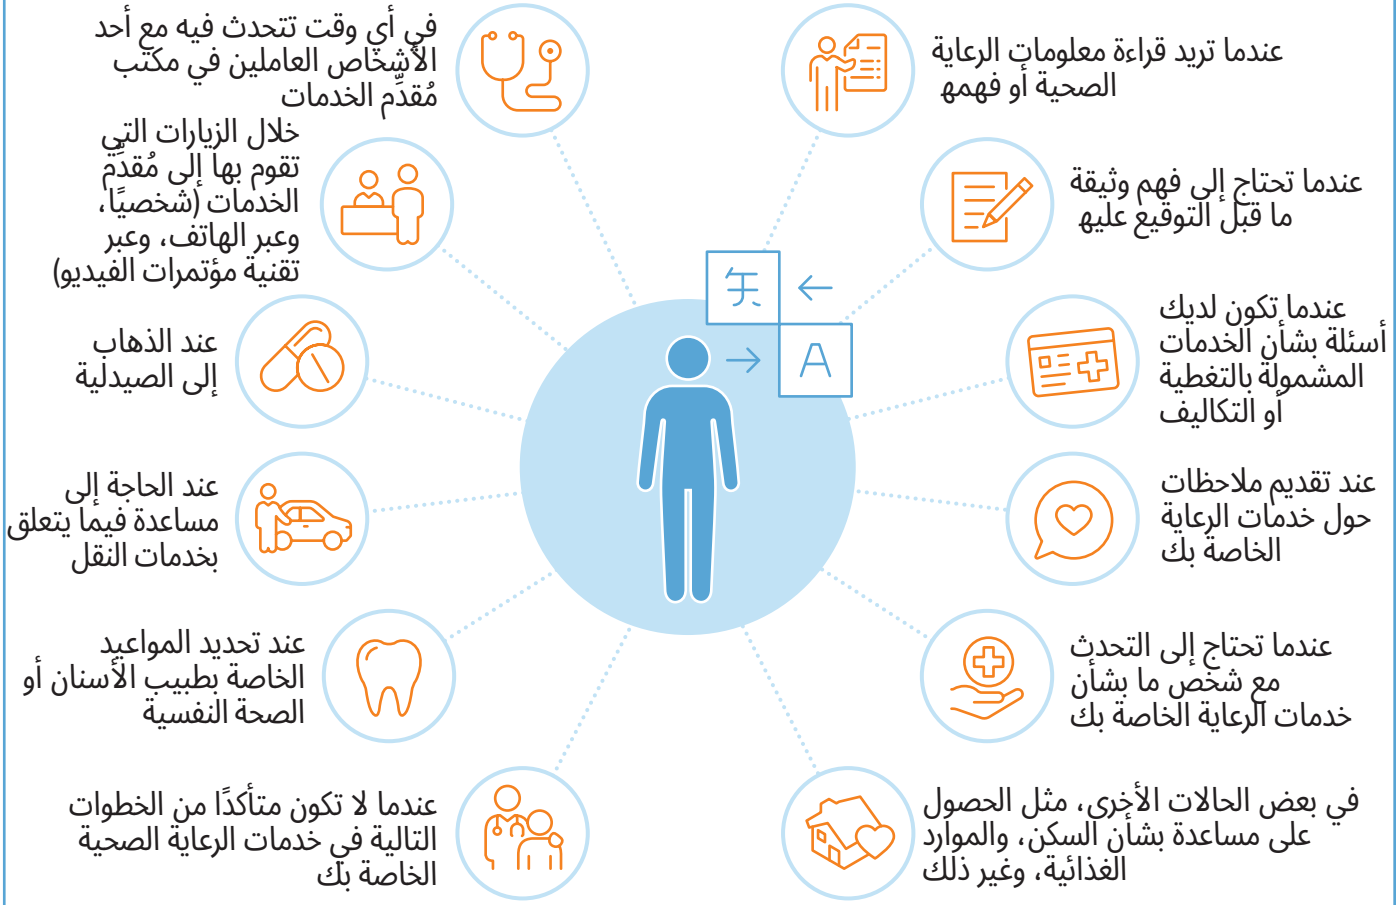 عندما تريد قراءة معلومات الرعاية
الصحية أو فهمه
عندما تحتاج إلى فهم وثيقة
ما قبل التوقيع عليه
عندما تكون لديك
أسئلة بشأن الخدمات
المشمولة بالتغطية
أو التكاليف
عند تقديم ملاحظات
حول خدمات الرعاية
الخاصة بك
عندما تحتاج إلى التحدث
مع شخص ما بشأن
خدمات الرعاية الخاصة بك
في بعض الحالات الأخرى، مثل الحصول
على مساعدة بشأن السكن، والموارد
الغذائية، وغير ذلك
في أي وقت تتحدث فيه مع أحد
الأشخاص العاملين في مكتب
مُقدِّم الخدمات
خلال الزيارات التي
تقوم بها إلى مُقدِّم
الخدمات (شخصيًا،
وعبر الهاتف، وعبر
تقنية مؤتمرات الفيديو)
عند الذهاب
إلى الصيدلية
عند الحاجة إلى
مساعدة فيما يتعلق
بخدمات النقل
عند تحديد المواعيد
الخاصة بطبيب الأسنان أو
الصحة النفسية
عندما لا تكون متأكدًا من الخطوات
التالية في خدمات الرعاية الصحية
الخاصة بك
矢 ←
→ A